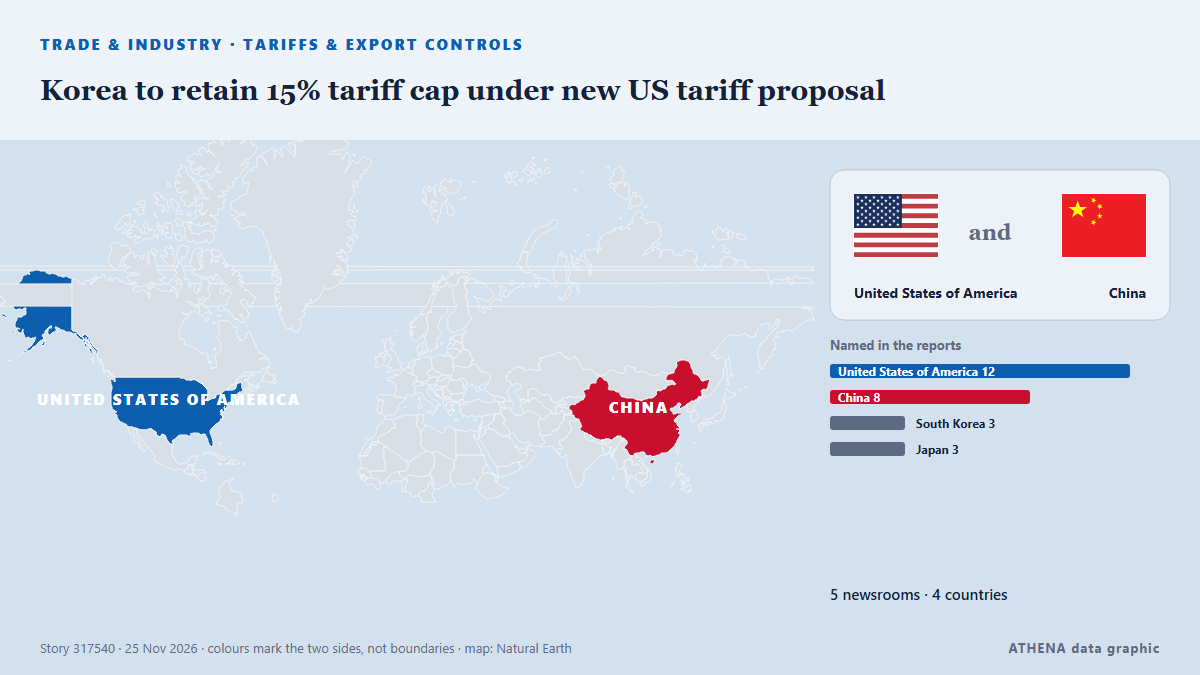 TRADE & INDUSTRY · TARIFFS & EXPORT CONTROLS
Korea to retain 15% tariff cap under new US tariff proposal
and
United States of America
China
UNITED STATES OF AMERICA
CHINA
Named in the reports
United States of America 12
China 8
South Korea 3
Japan 3
5 newsrooms · 4 countries
Story 317540 · 25 Nov 2026 · colours mark the two sides, not boundaries · map: Natural Earth
ATHENA data graphic